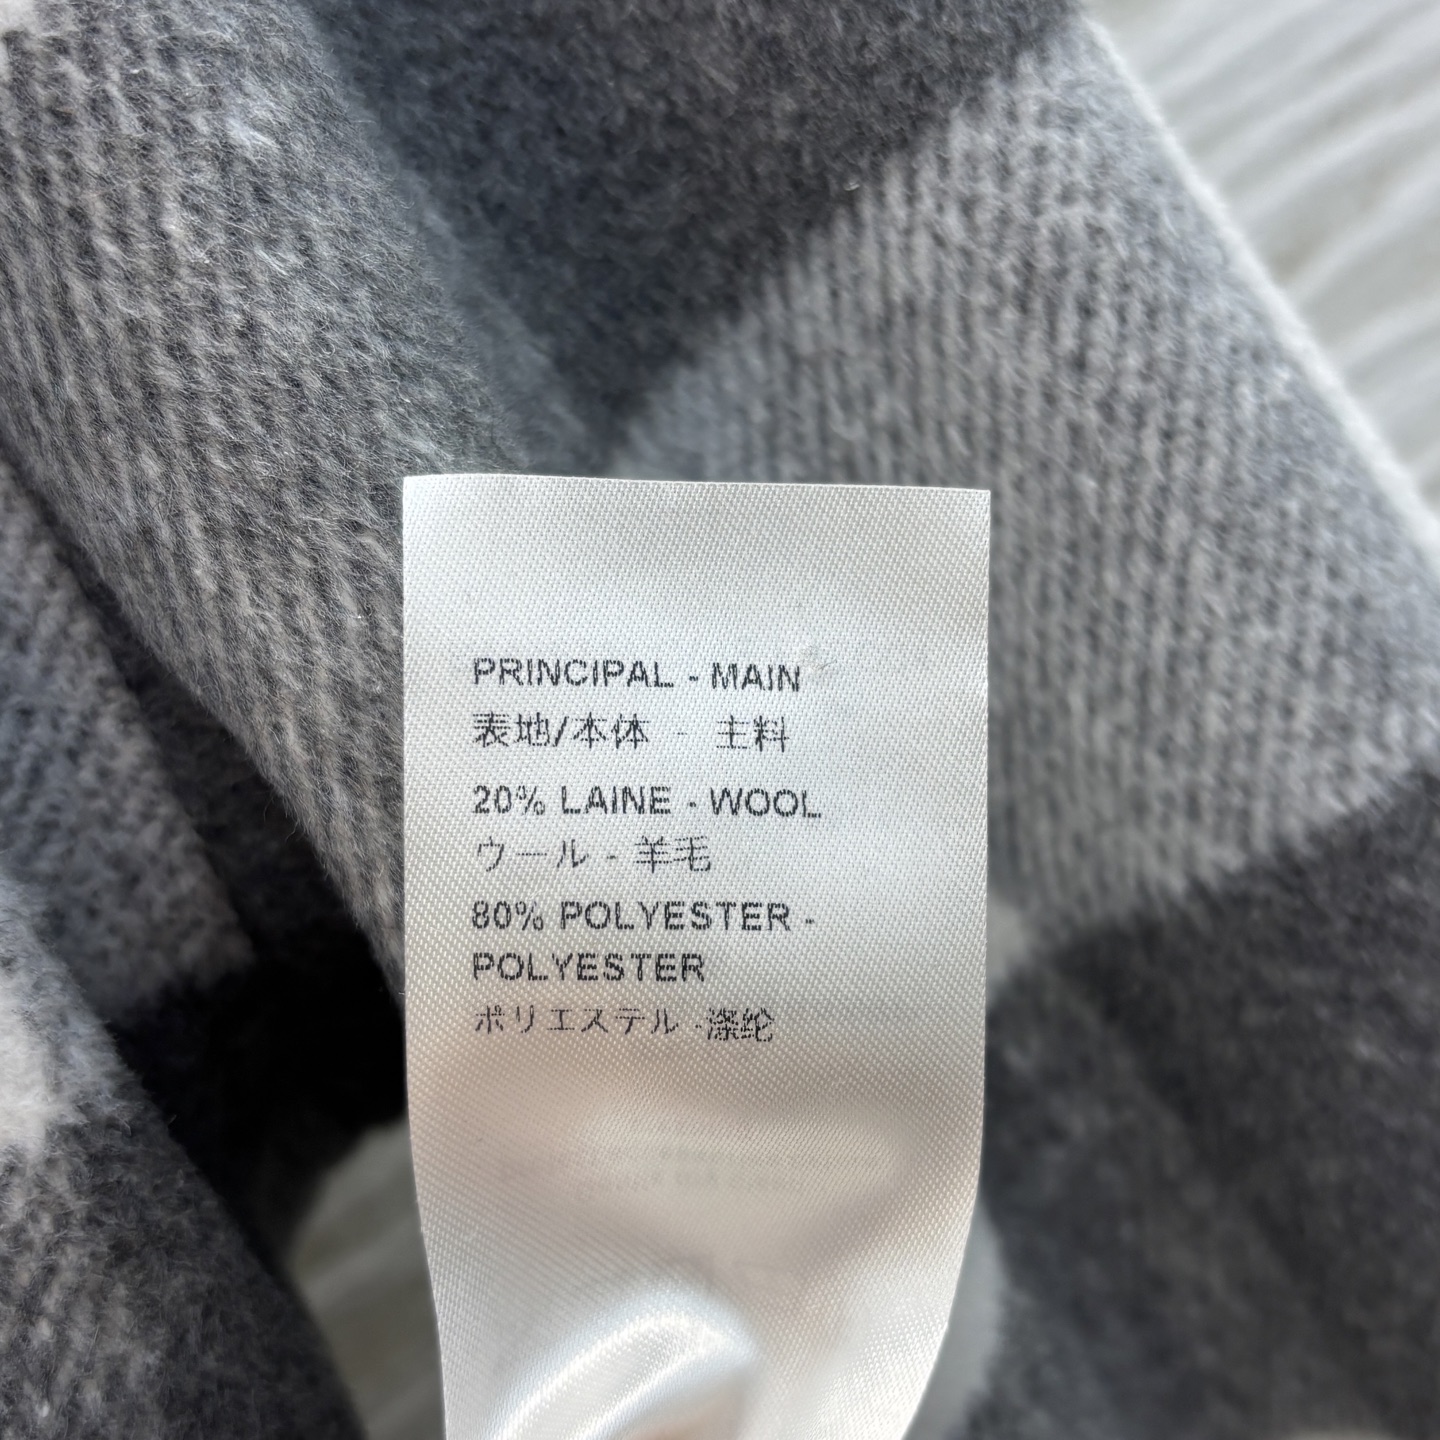 PRINCIPAL - MAIN
表地/本体 - 主料
20% LAINE - WOOL
ウール - 羊毛
80% POLYESTER -
POLYESTER
ポリエステル - 涤纶